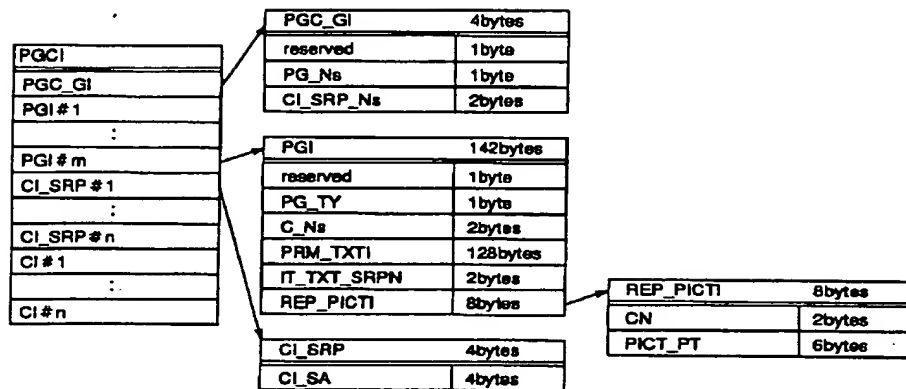 PGCI
PGC_GI
PGI#1
:
PGI#m
CI_SRP#1
:
CI_SRP#n
CI#1
:
CI#n
PGC_GI 4bytes
reserved 1byte
PG_Ns 1byte
CI_SRP_Ns 2bytes
PGI 142bytes
reserved 1byte
PG_TY 1byte
C_Ns 2bytes
PRM_TXTI 128bytes
IT_TXT_SRPN 2bytes
REP_PICTI 8bytes
CI_SRP 4bytes
CI_SA 4bytes
REP_PICTI 8bytes
CN 2bytes
PICT_PT 6bytes